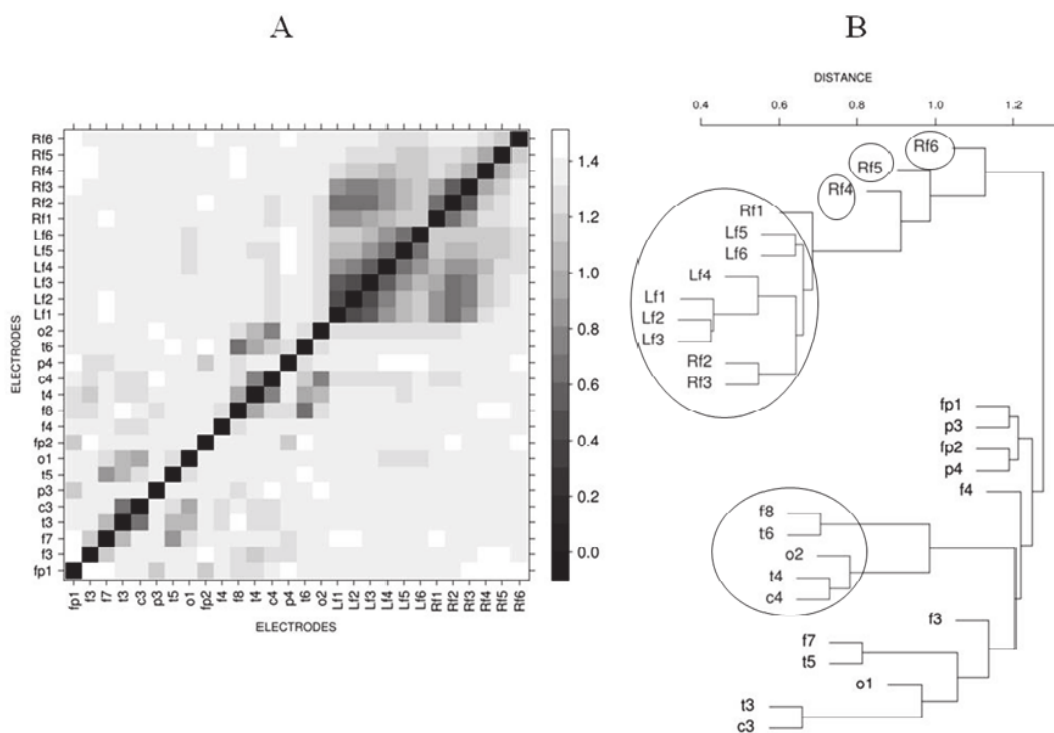 A
B
DISTANCE
0.4 0.6 0.8 1.0 1.2
ELECTRODES
Rf6
Rf5
Rf4
Rf3
Rf2
Rf1
Lf6
Lf5
Lf4
Lf3
Lf2
Lf1
o2
t6
p4
c4
t4
f8
f4
fp2
o1
t5
p3
c3
t3
f7
f3
fp1
fp1 f3 f7 t3 c3 p3 t5 o1 fp2 f4 f8 t4 c4 p4 t6 o2 Lf1 Lf2 Lf3 Lf4 Lf5 Lf6 Rf1 Rf2 Rf3 Rf4 Rf5 Rf6
ELECTRODES
1.4
1.2
1.0
0.8
0.6
0.4
0.2
0.0
Rf6
Rf5
Rf4
Rf1
Lf5
Lf6
Lf4
Lf1
Lf2
Lf3
Rf2
Rf3
fp1
p3
fp2
p4
f4
f8
t6
o2
t4
c4
f3
f7
t5
o1
t3
c3